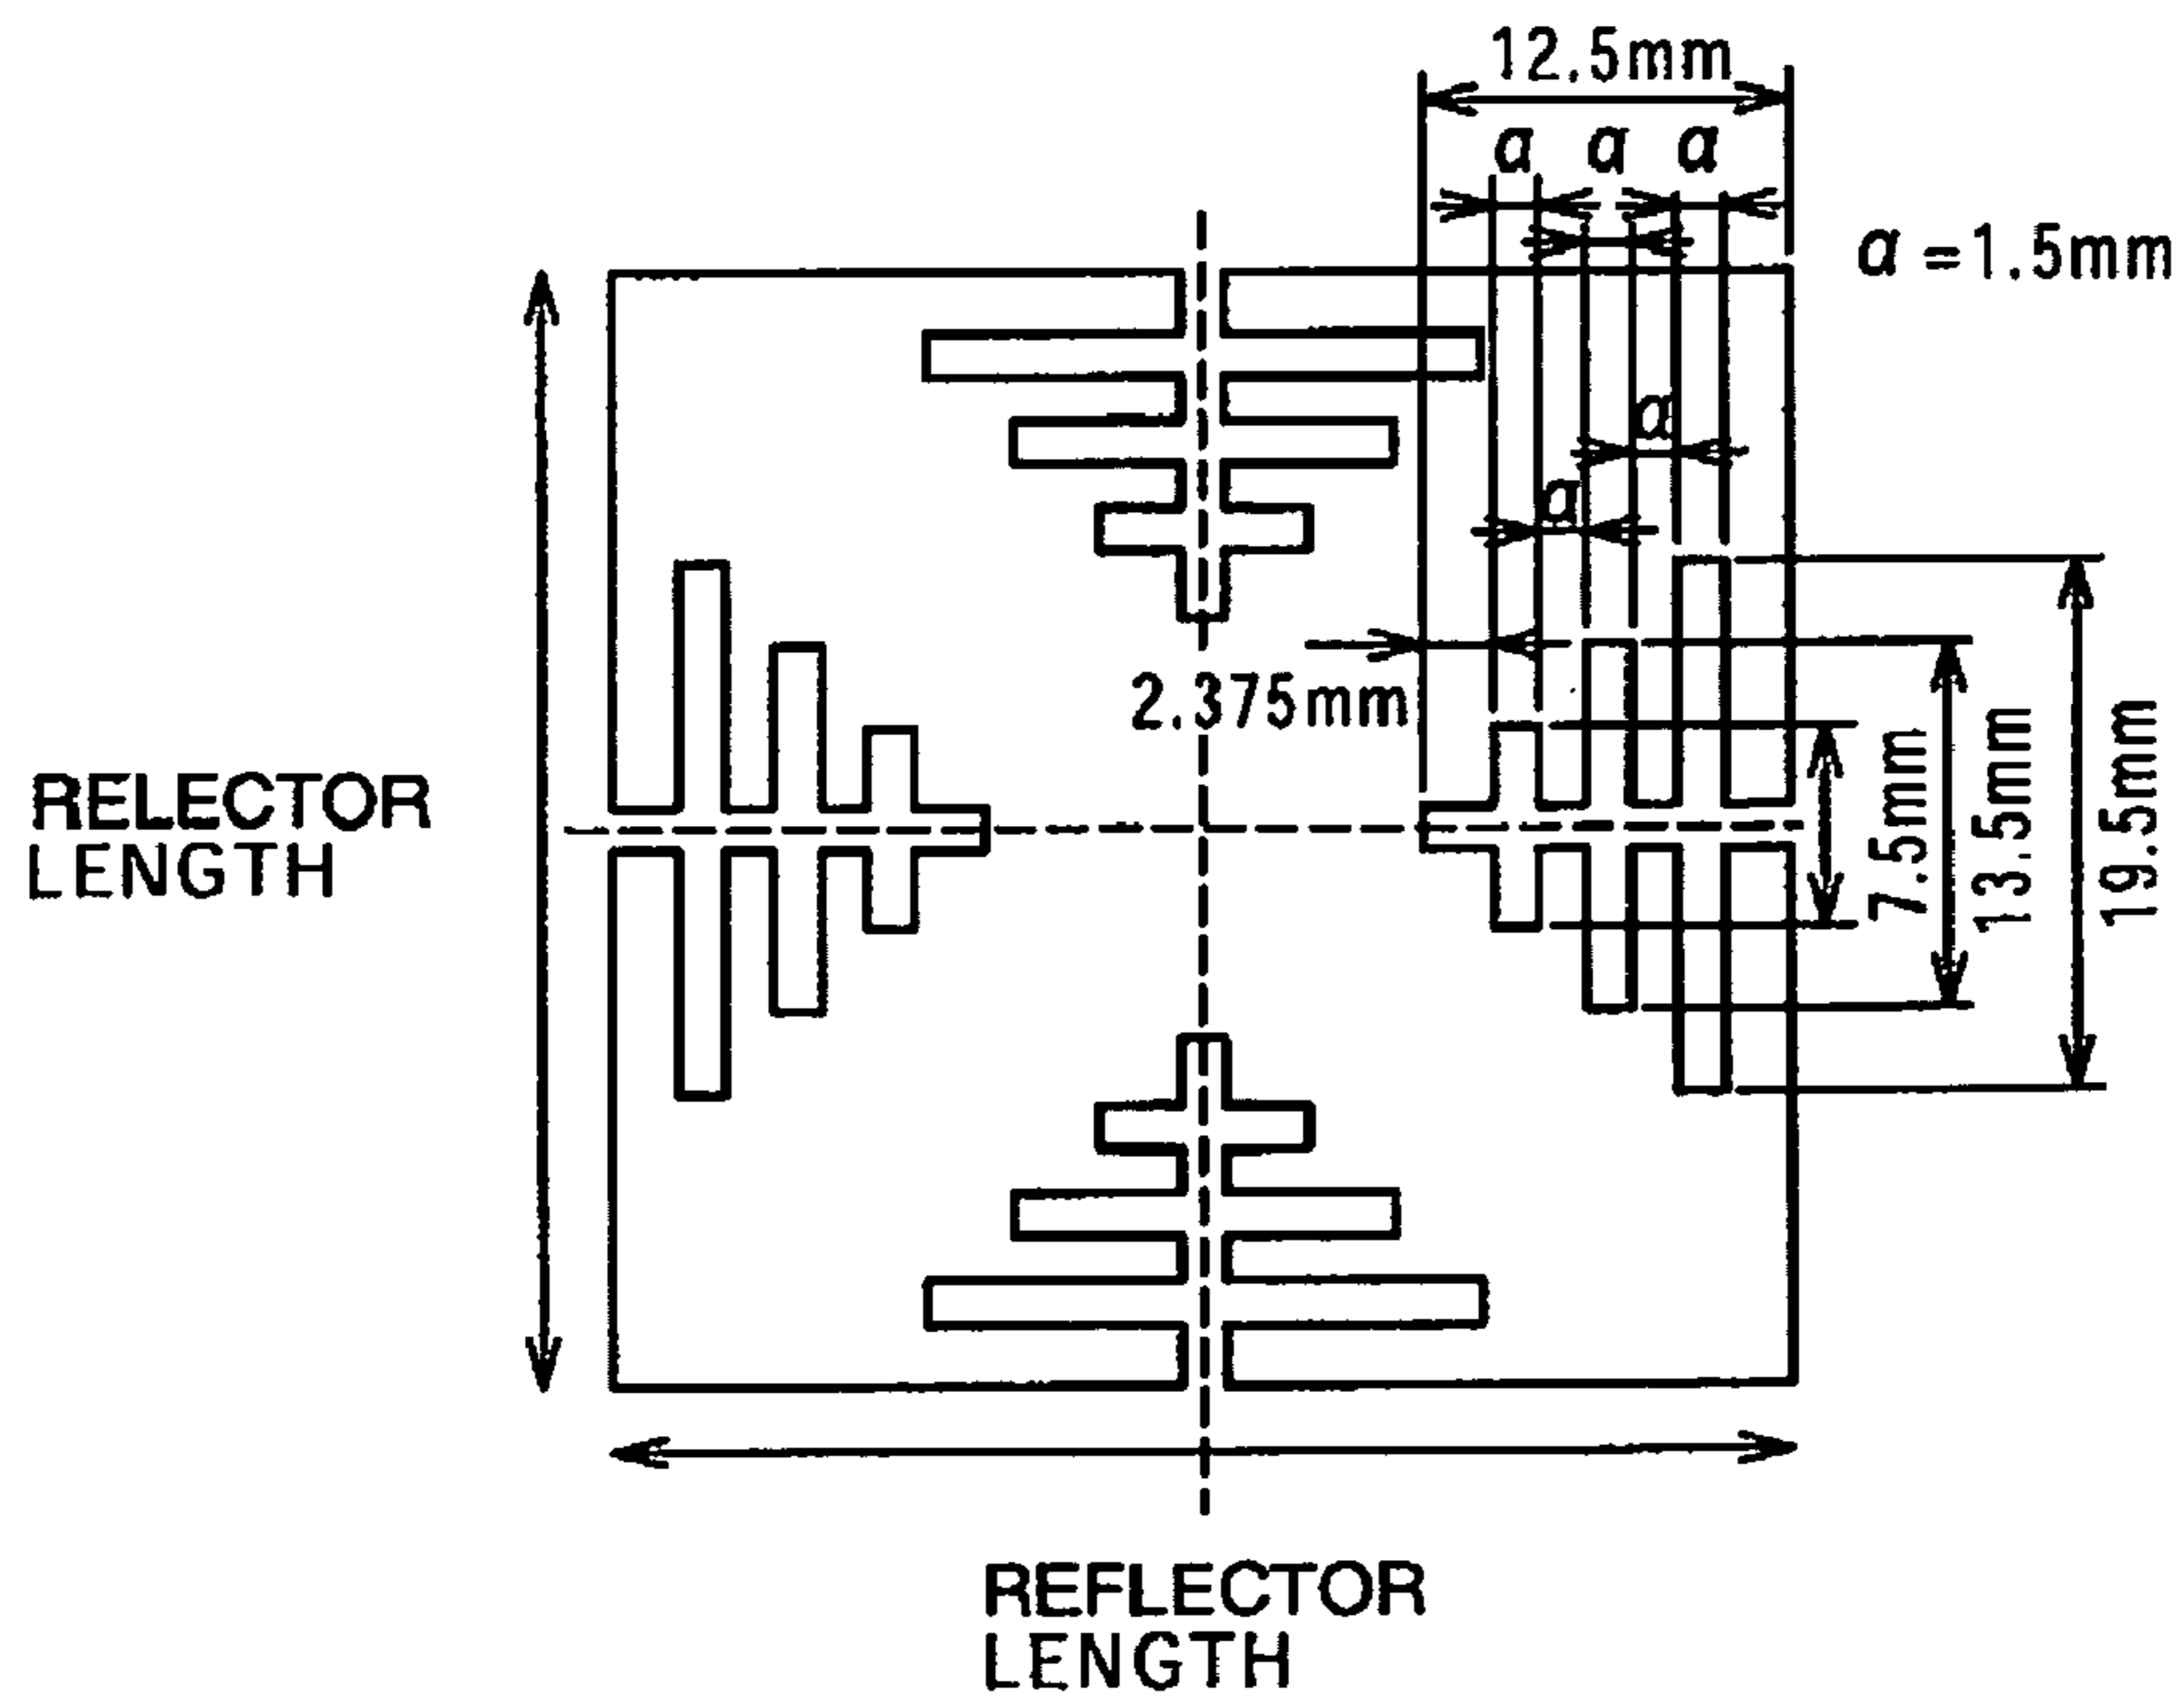 12.5mm
a a a
a =1.5mm
a
a
2.375mm
7.5mm
13.5mm
19.5mm
RELECTOR
LENGTH
REFLECTOR
LENGTH